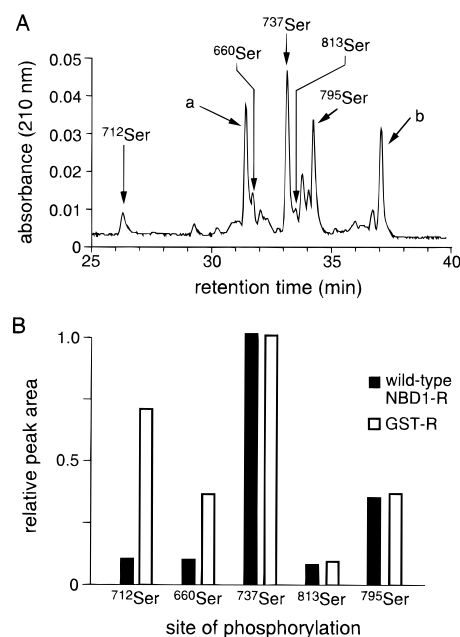 A
⁷³⁷Ser
⁶⁶⁰Ser
⁸¹³Ser
⁷⁹⁵Ser
a
b
⁷¹²Ser
0.05
0.04
0.03
0.02
0.01
0
absorbance (210 nm)
25 30 35 40
retention time (min)
B
1.0
0.5
0
relative peak area
wild-type
NBD1-R
GST-R
⁷¹²Ser ⁶⁶⁰Ser ⁷³⁷Ser ⁸¹³Ser ⁷⁹⁵Ser
site of phosphorylation